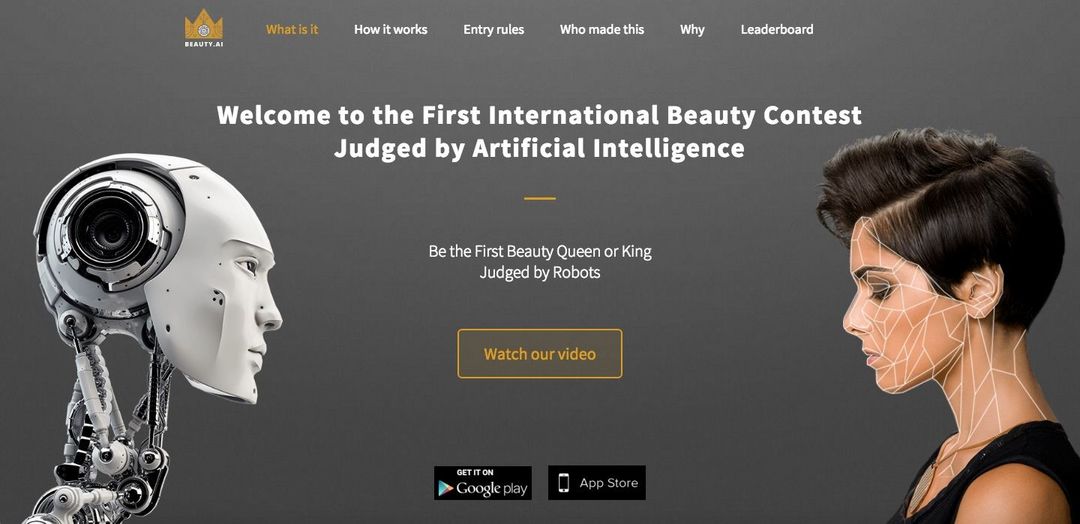 BEAUTY.AI
What is it
How it works
Entry rules
Who made this
Why
Leaderboard
Welcome to the First International Beauty Contest
Judged by Artificial Intelligence
Be the First Beauty Queen or King
Judged by Robots
Watch our video
GET IT ON
Google play
App Store